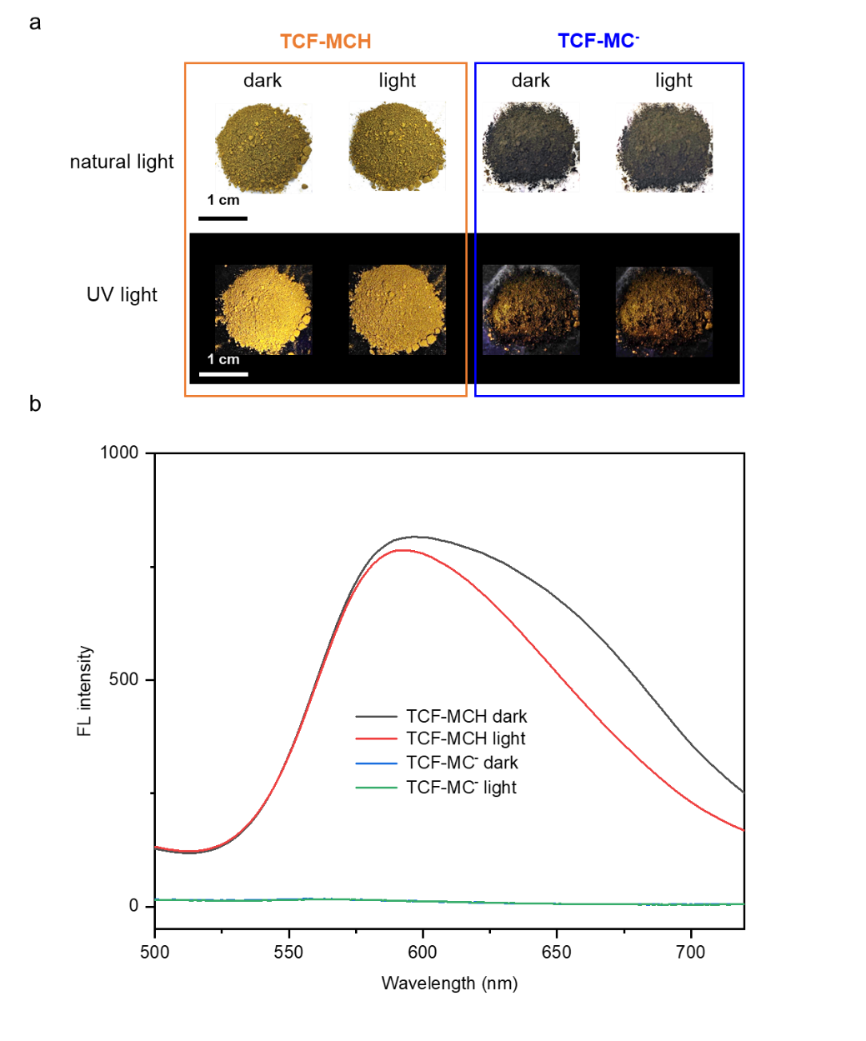 a
TCF-MCH TCF-MC⁻
dark light dark light
natural light
1 cm
UV light
1 cm
b
1000
500
0
FL intensity
TCF-MCH dark
TCF-MCH light
TCF-MC⁻ dark
TCF-MC⁻ light
500 550 600 650 700
Wavelength (nm)